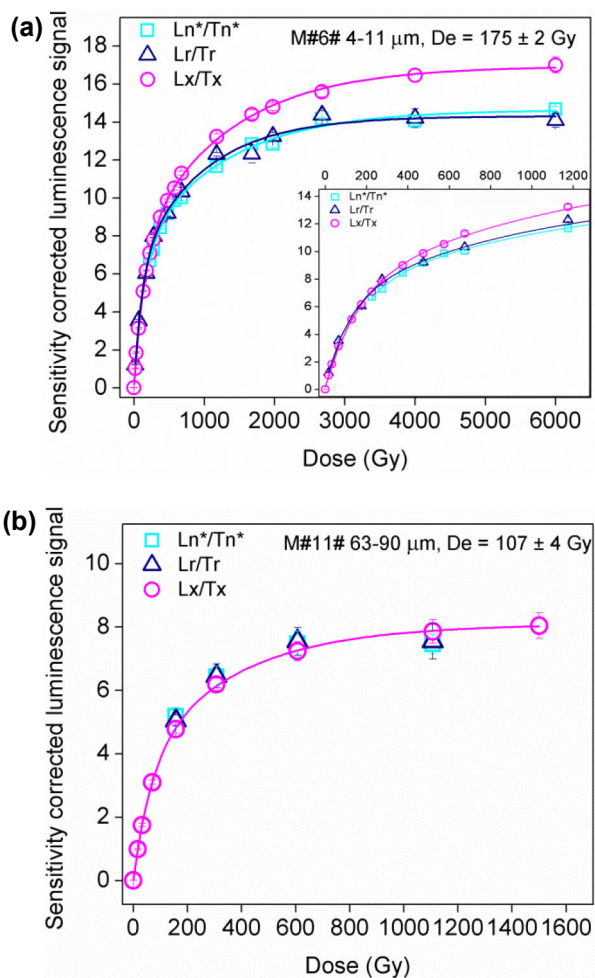 (a)
Ln*/Tn*
Lr/Tr
Lx/Tx
M#6# 4-11 μm, De = 175 ± 2 Gy
Sensitivity corrected luminescence signal
18
16
14
12
10
8
6
4
2
0
0 200 400 600 800 1000 1200
14
12
10
8
6
4
2
0
Ln*/Tn*
Lr/Tr
Lx/Tx
0 1000 2000 3000 4000 5000 6000
Dose (Gy)
(b)
Ln*/Tn*
Lr/Tr
Lx/Tx
M#11# 63-90 μm, De = 107 ± 4 Gy
Sensitivity corrected luminescence signal
10
8
6
4
2
0
0 200 400 600 800 1000 1200 1400 1600
Dose (Gy)